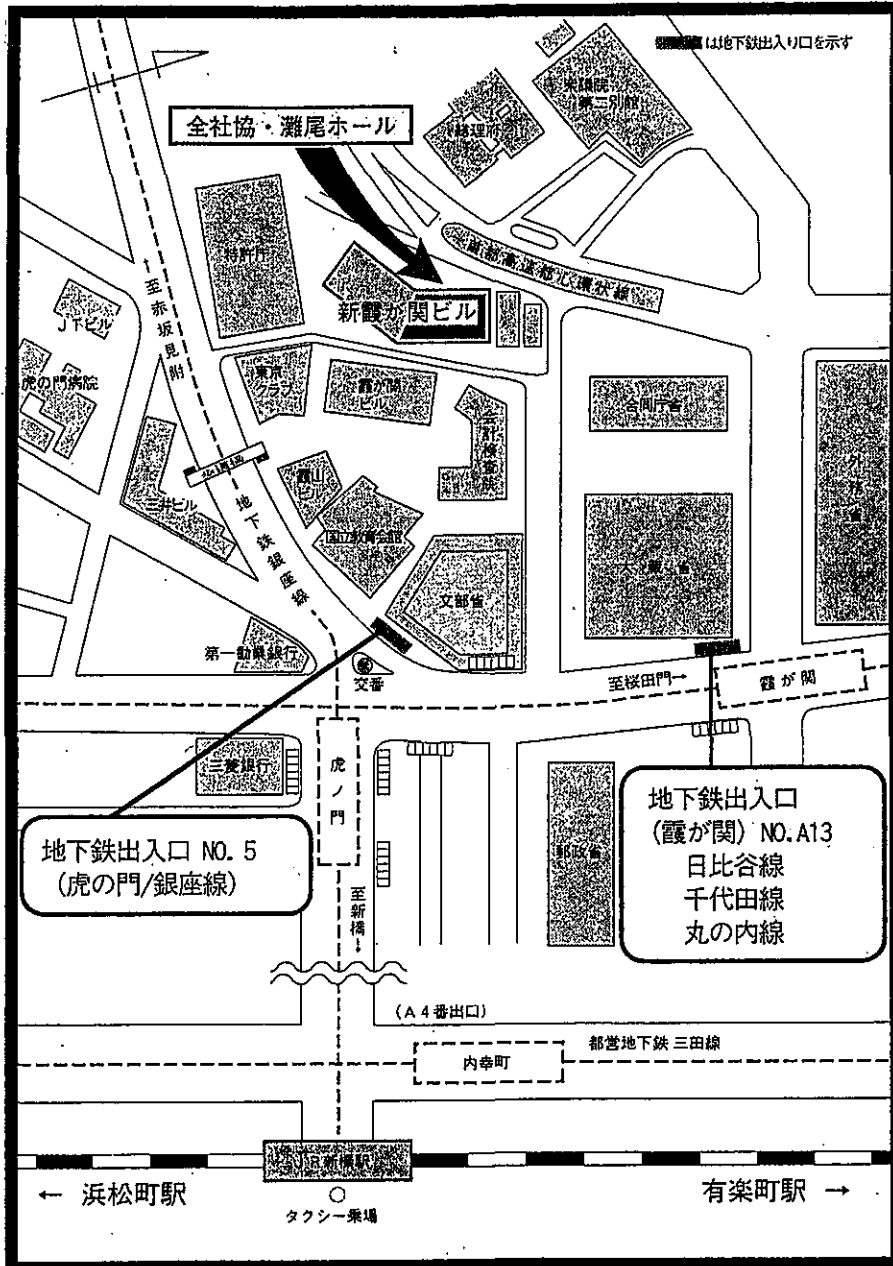 は地下鉄出入り口を示す
衆議院
第二別館
総理府
全社協・灘尾ホール
特許庁
首都高速都心環状線
新霞が関ビル
←至赤坂見附
JTビル
虎の門病院
東京
クラブ
霞が関
ビル
会計検査院
合同庁舎
外務省
三井ビル
霞山
ビル
地下鉄銀座線
国立教育会館
文部省
大蔵省
第一勧業銀行
交番
至桜田門→
霞が関
三菱銀行
虎ノ門
郵政省
地下鉄出入口 NO.5
(虎の門/銀座線)
地下鉄出入口
(霞が関) NO.A13
日比谷線
千代田線
丸の内線
至新橋→
(A4番出口)
内幸町
都営地下鉄 三田線
JR新橋駅
← 浜松町駅
有楽町駅 →
タクシー乗場